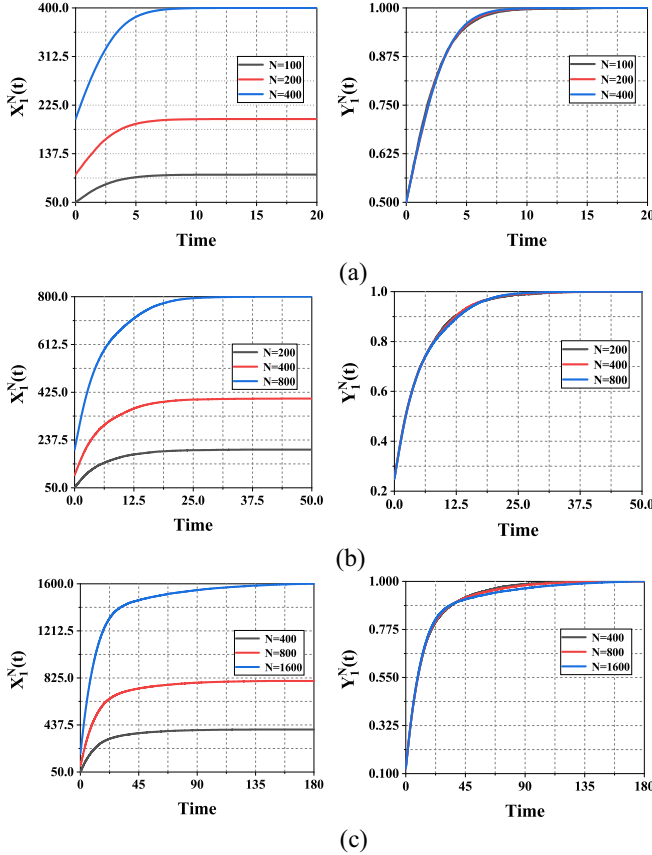 400.0
312.5
225.0
137.5
50.0
X₁ᴺ(t)
N=100
N=200
N=400
0 5 10 15 20
Time
1.000
0.875
0.750
0.625
0.500
Y₁ᴺ(t)
N=100
N=200
N=400
0 5 10 15 20
Time
(a)
800.0
612.5
425.0
237.5
50.0
X₁ᴺ(t)
N=200
N=400
N=800
0.0 12.5 25.0 37.5 50.0
Time
1.0
0.8
0.6
0.4
0.2
Y₁ᴺ(t)
N=200
N=400
N=800
0.0 12.5 25.0 37.5 50.0
Time
(b)
1600.0
1212.5
825.0
437.5
50.0
X₁ᴺ(t)
N=400
N=800
N=1600
0 45 90 135 180
Time
1.000
0.775
0.550
0.325
0.100
Y₁ᴺ(t)
N=400
N=800
N=1600
0 45 90 135 180
Time
(c)